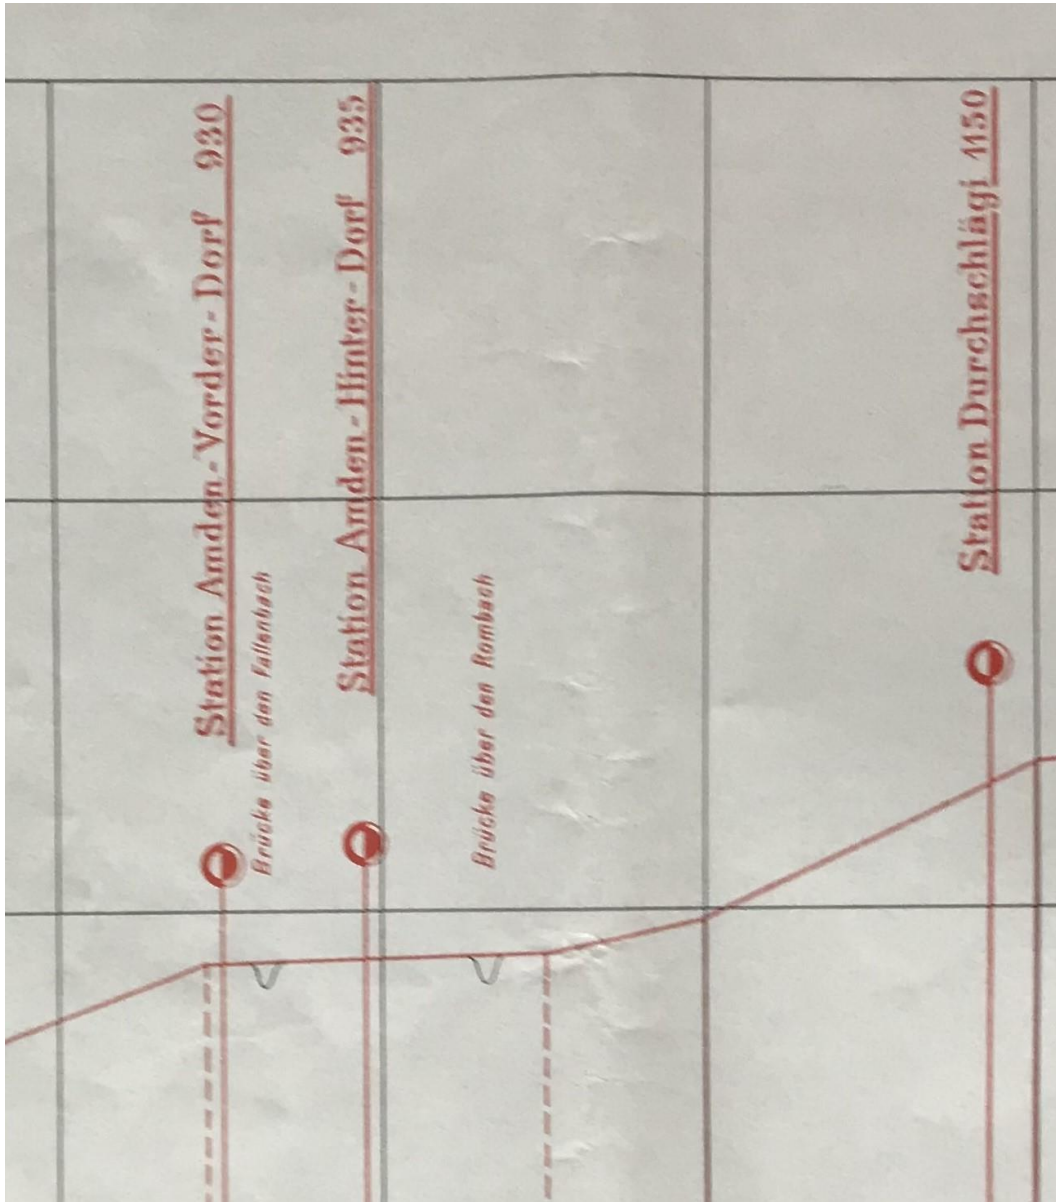 Station Amden-Vorder-Dorf 930
Brücke über den Fallenbach
Station Amden-Hinter-Dorf 935
Brücke über den Rombach
Station Durchschlägi 1150